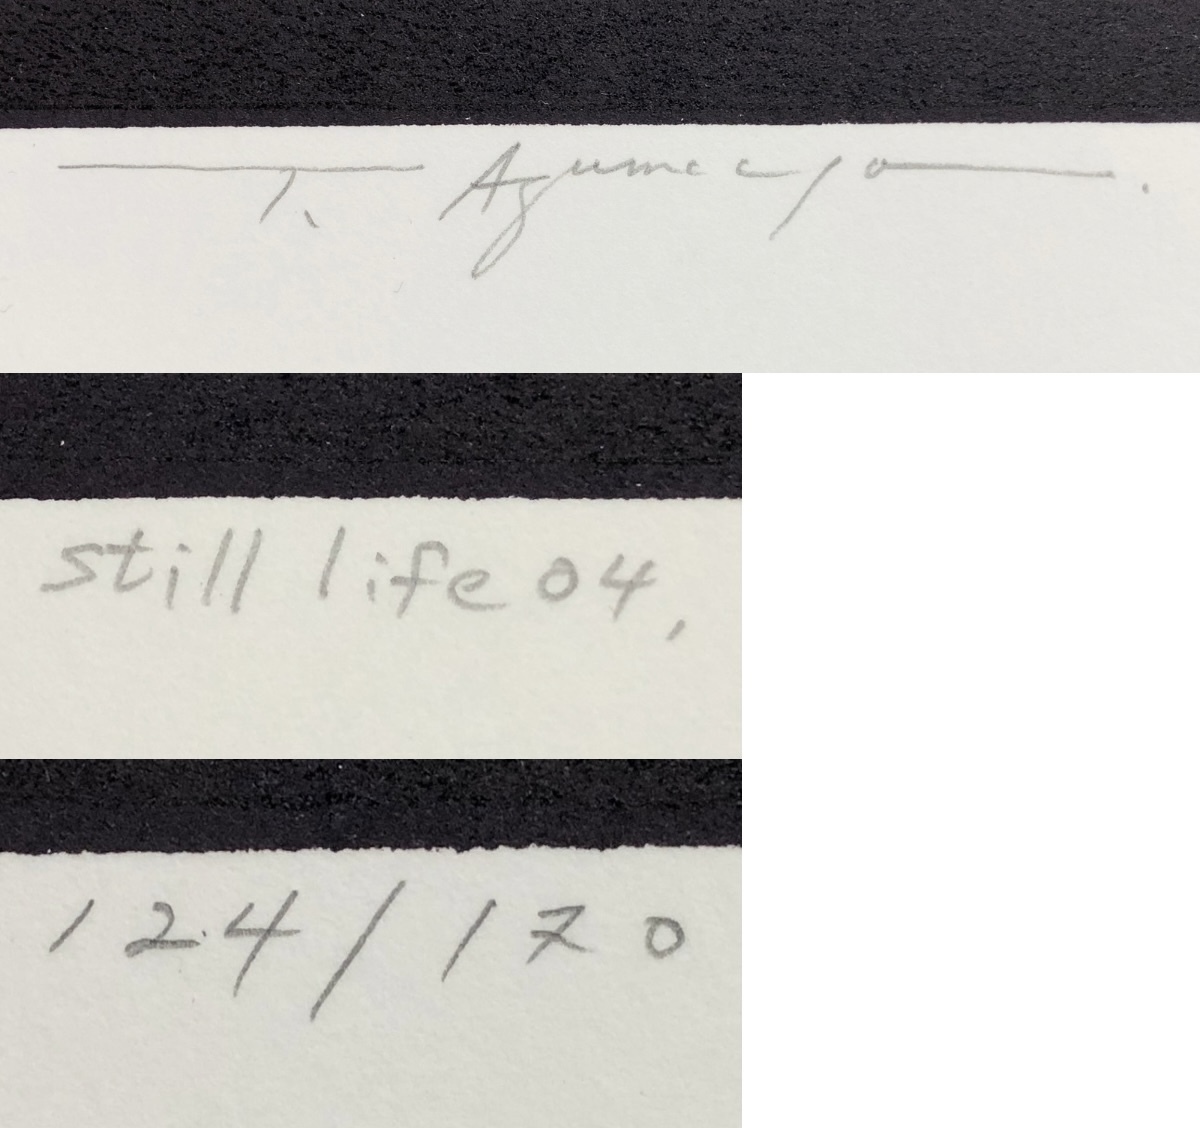 T. Azumaya.
still life 04,
124/170